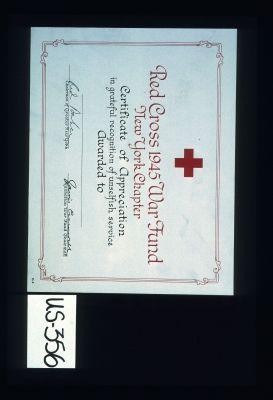 Red Cross 1945 War Fund
New York Chapter
Certificate of Appreciation
in grateful recognition of unselfish service
Awarded to
US-356